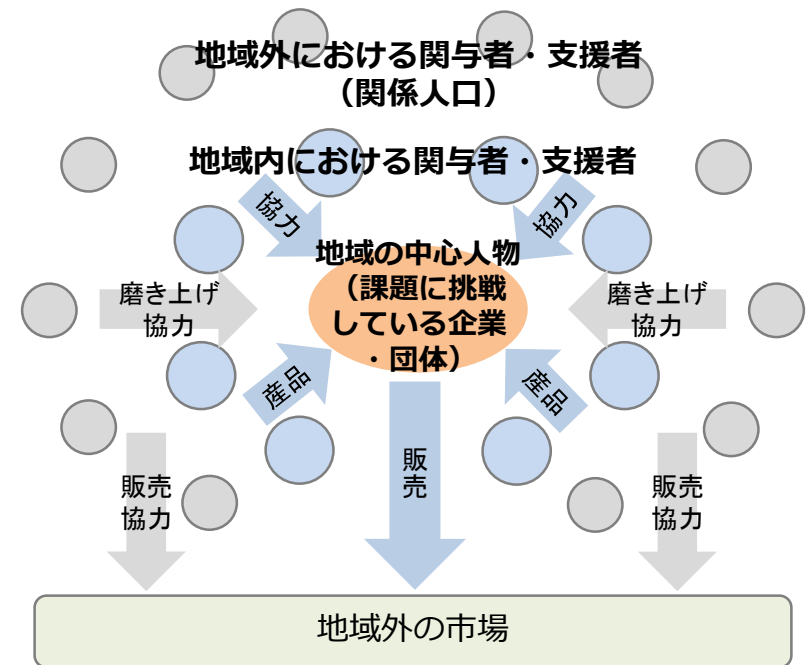 地域外における関与者・支援者
（関係人口）
地域内における関与者・支援者
協力
協力
地域の中心人物
（課題に挑戦
している企業
・団体）
磨き上げ
協力
磨き上げ
協力
産品
産品
販
売
販売
協力
販売
協力
地域外の市場